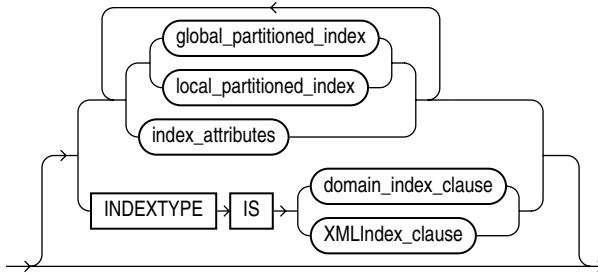 global_partitioned_index
local_partitioned_index
index_attributes
INDEXTYPE IS
domain_index_clause
XMLIndex_clause